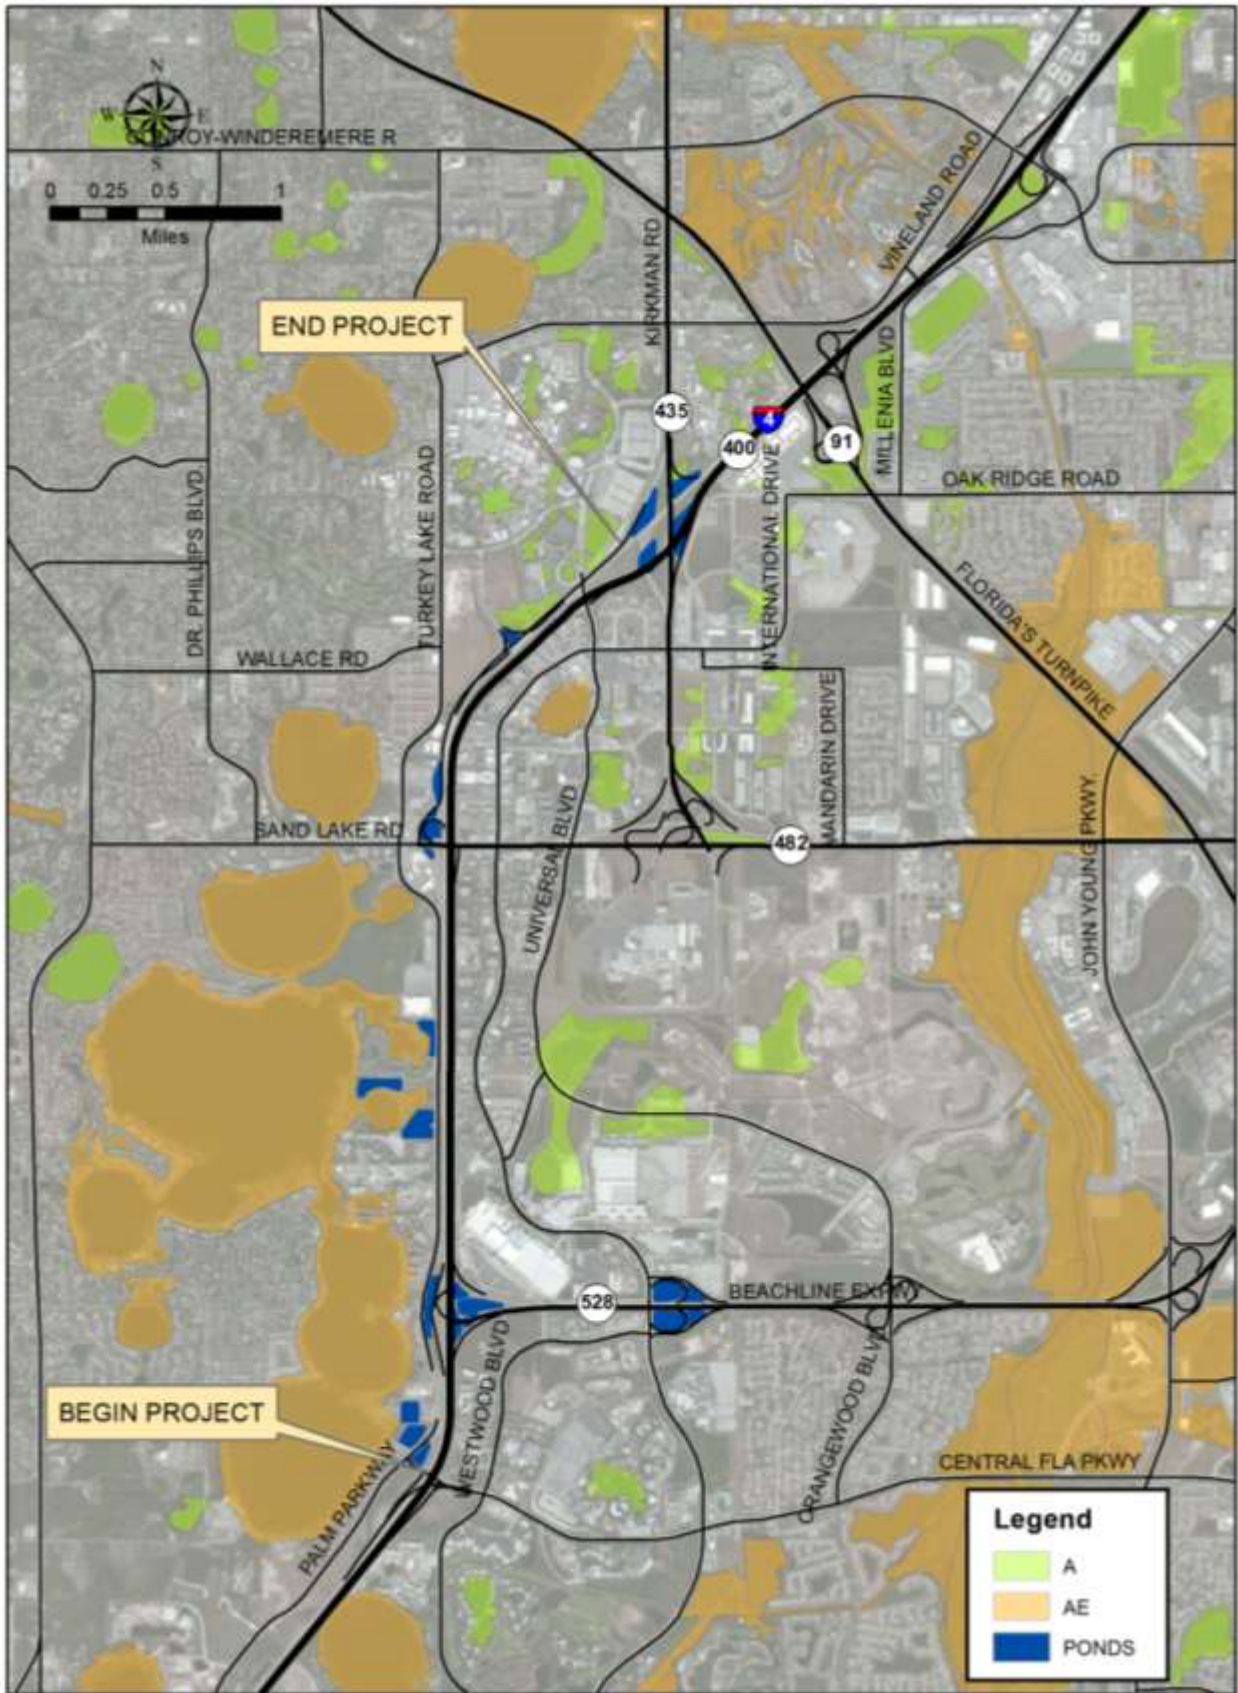 N
W E
S
CONROY-WINDEREMERE R
0 0.25 0.5 1
Miles
VINELAND ROAD
KIRKMAN RD
END PROJECT
MILLENIA BLVD
435
4
400
91
DR. PHILLIPS BLVD.
TURKEY LAKE ROAD
INTERNATIONAL DRIVE
OAK RIDGE ROAD
FLORIDA'S TURNPIKE
WALLACE RD
MANDARIN DRIVE
JOHN YOUNG PKWY.
UNIVERSAL BLVD
SAND LAKE RD
482
BEACHLINE EXPWY
528
WESTWOOD BLVD
ORANGEWOOD BLVD
BEGIN PROJECT
PALM PARKWAY
CENTRAL FLA PKWY
Legend
A
AE
PONDS